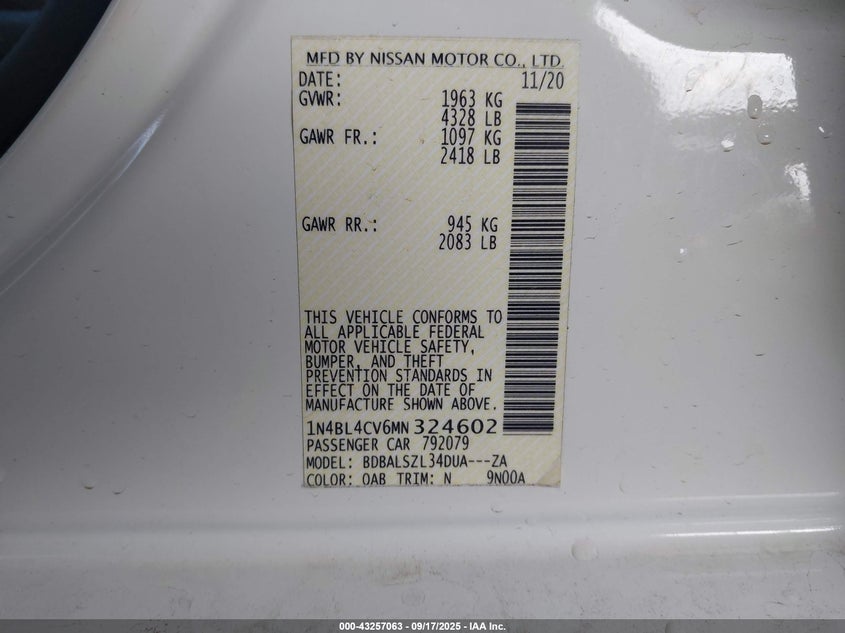 MFD BY NISSAN MOTOR CO., LTD.
DATE: 11/20
GVWR: 1963 KG
4328 LB
GAWR FR.: 1097 KG
2418 LB
GAWR RR.: 945 KG
2083 LB
THIS VEHICLE CONFORMS TO
ALL APPLICABLE FEDERAL
MOTOR VEHICLE SAFETY,
BUMPER, AND THEFT
PREVENTION STANDARDS IN
EFFECT ON THE DATE OF
MANUFACTURE SHOWN ABOVE.
1N4BL4CV6MN324602
PASSENGER CAR 792079
MODEL: BDBALSZL34DUA---ZA
COLOR: QAB TRIM: N 9N00A
000-43257063 - 09/17/2025 - IAA Inc.